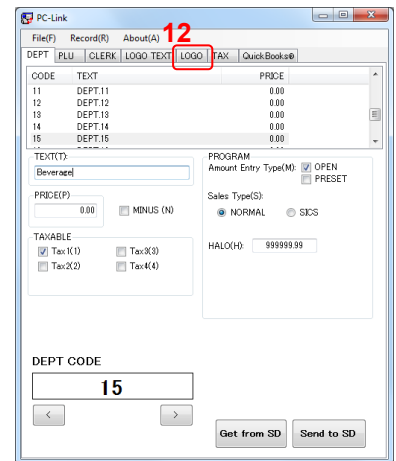 PC-Link
File(F) Record(R) About(A) 12
DEPT PLU CLERK LOGO TEXT LOGO TAX QuickBooks®
CODE TEXT PRICE
11 DEPT.11 0.00
12 DEPT.12 0.00
13 DEPT.13 0.00
14 DEPT.14 0.00
15 DEPT.15 0.00
TEXT(T):
Beverage
PRICE(P)
0.00 MINUS (N)
TAXABLE
Tax1(1) Tax3(3)
Tax2(2) Tax4(4)
PROGRAM
Amount Entry Type(M): OPEN
PRESET
Sales Type(S):
NORMAL SICS
HALO(H): 999999.99
DEPT CODE
15
< >
Get from SD Send to SD